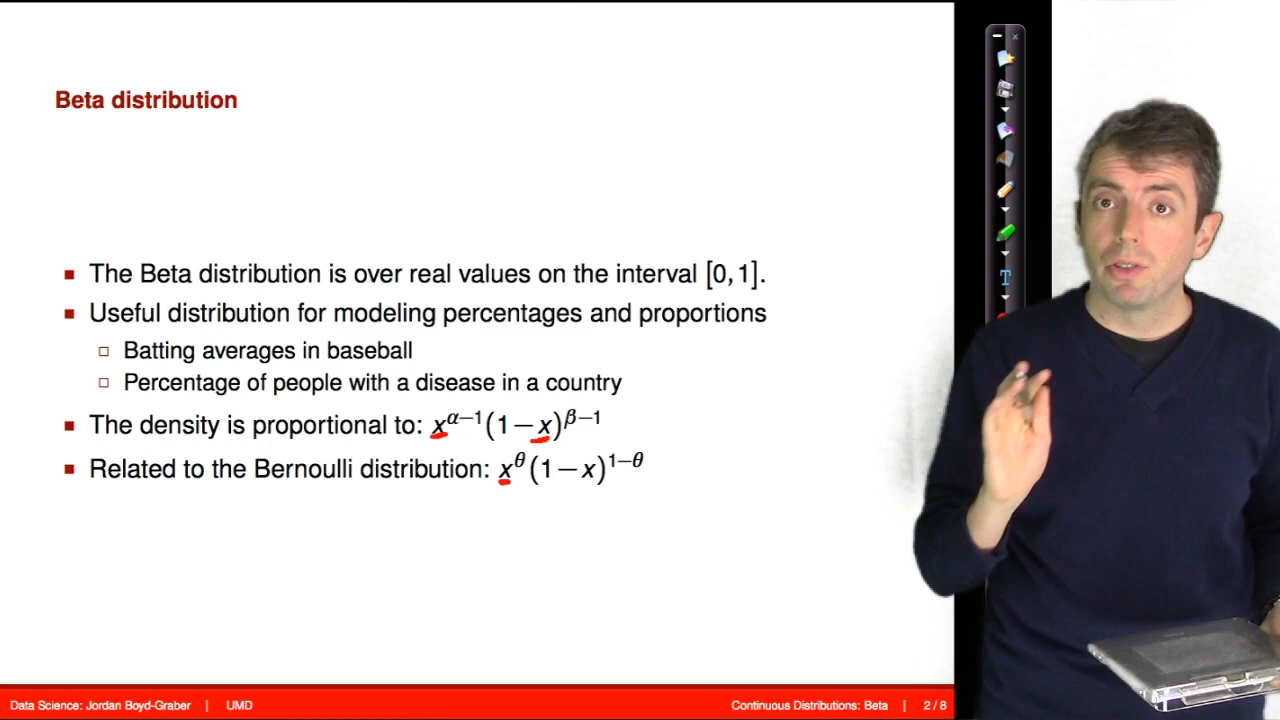 Beta distribution
■ The Beta distribution is over real values on the interval [0, 1].
■ Useful distribution for modeling percentages and proportions
□ Batting averages in baseball
□ Percentage of people with a disease in a country
■ The density is proportional to: x^{α−1}(1−x)^{β−1}
■ Related to the Bernoulli distribution: x^θ(1−x)^{1−θ}
Data Science: Jordan Boyd-Graber | UMD
Continuous Distributions: Beta | 2 / 8